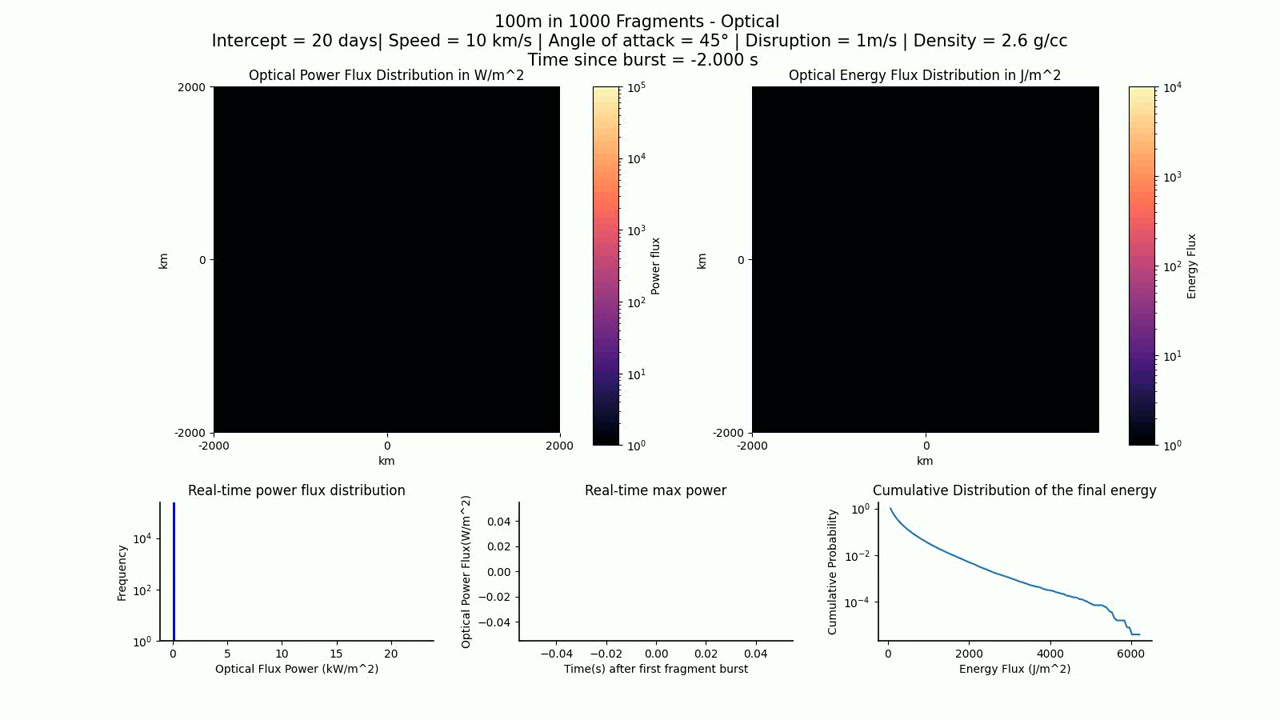 100m in 1000 Fragments - Optical
Intercept = 20 days| Speed = 10 km/s | Angle of attack = 45° | Disruption = 1m/s | Density = 2.6 g/cc
Time since burst = -2.000 s
Optical Power Flux Distribution in W/m^2
2000
0
-2000
km
-2000 0 2000
km
10^5
10^4
10^3
10^2
10^1
10^0
Power flux
Optical Energy Flux Distribution in J/m^2
0
-2000
km
-2000 0
km
10^4
10^3
10^2
10^1
10^0
Energy Flux
Real-time power flux distribution
Frequency
10^4
10^2
10^0
0 5 10 15 20
Optical Flux Power (kW/m^2)
Real-time max power
Optical Power Flux(W/m^2)
0.04
0.02
0.00
−0.02
−0.04
−0.04 −0.02 0.00 0.02 0.04
Time(s) after first fragment burst
Cumulative Distribution of the final energy
Cumulative Probability
10^0
10^−2
10^−4
0 2000 4000 6000
Energy Flux (J/m^2)